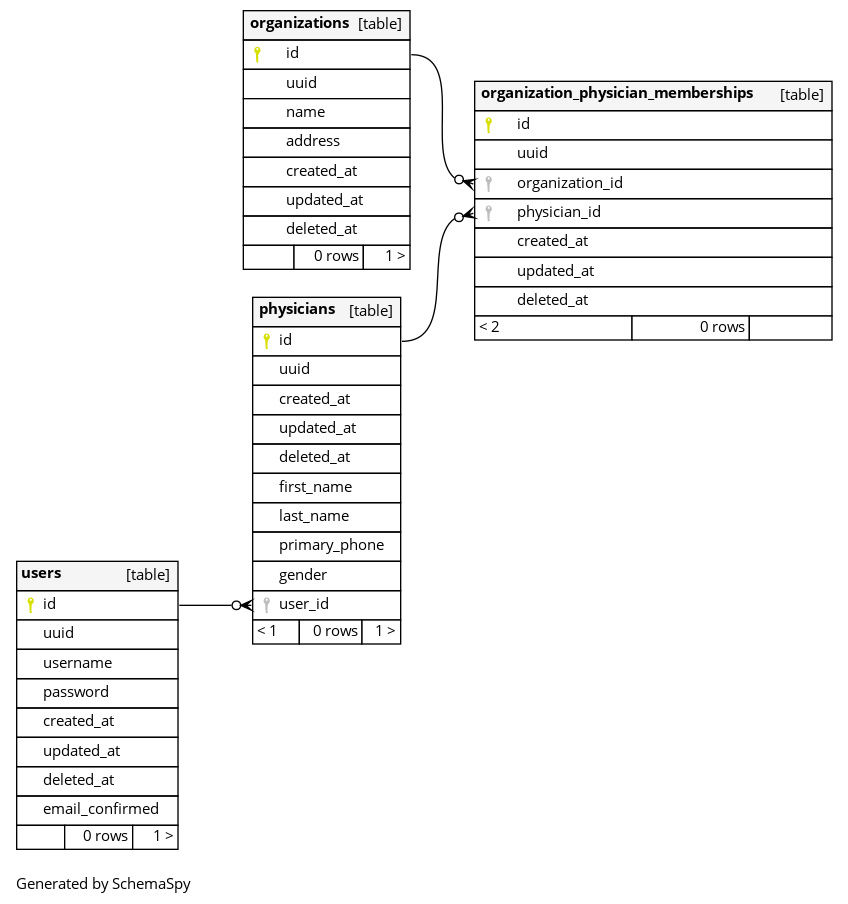 organizations [table]
id
uuid
name
address
created_at
updated_at
deleted_at
0 rows 1 >
organization_physician_memberships [table]
id
uuid
organization_id
physician_id
created_at
updated_at
deleted_at
< 2 0 rows
physicians [table]
id
uuid
created_at
updated_at
deleted_at
first_name
last_name
primary_phone
gender
user_id
< 1 0 rows 1 >
users [table]
id
uuid
username
password
created_at
updated_at
deleted_at
email_confirmed
0 rows 1 >
Generated by SchemaSpy